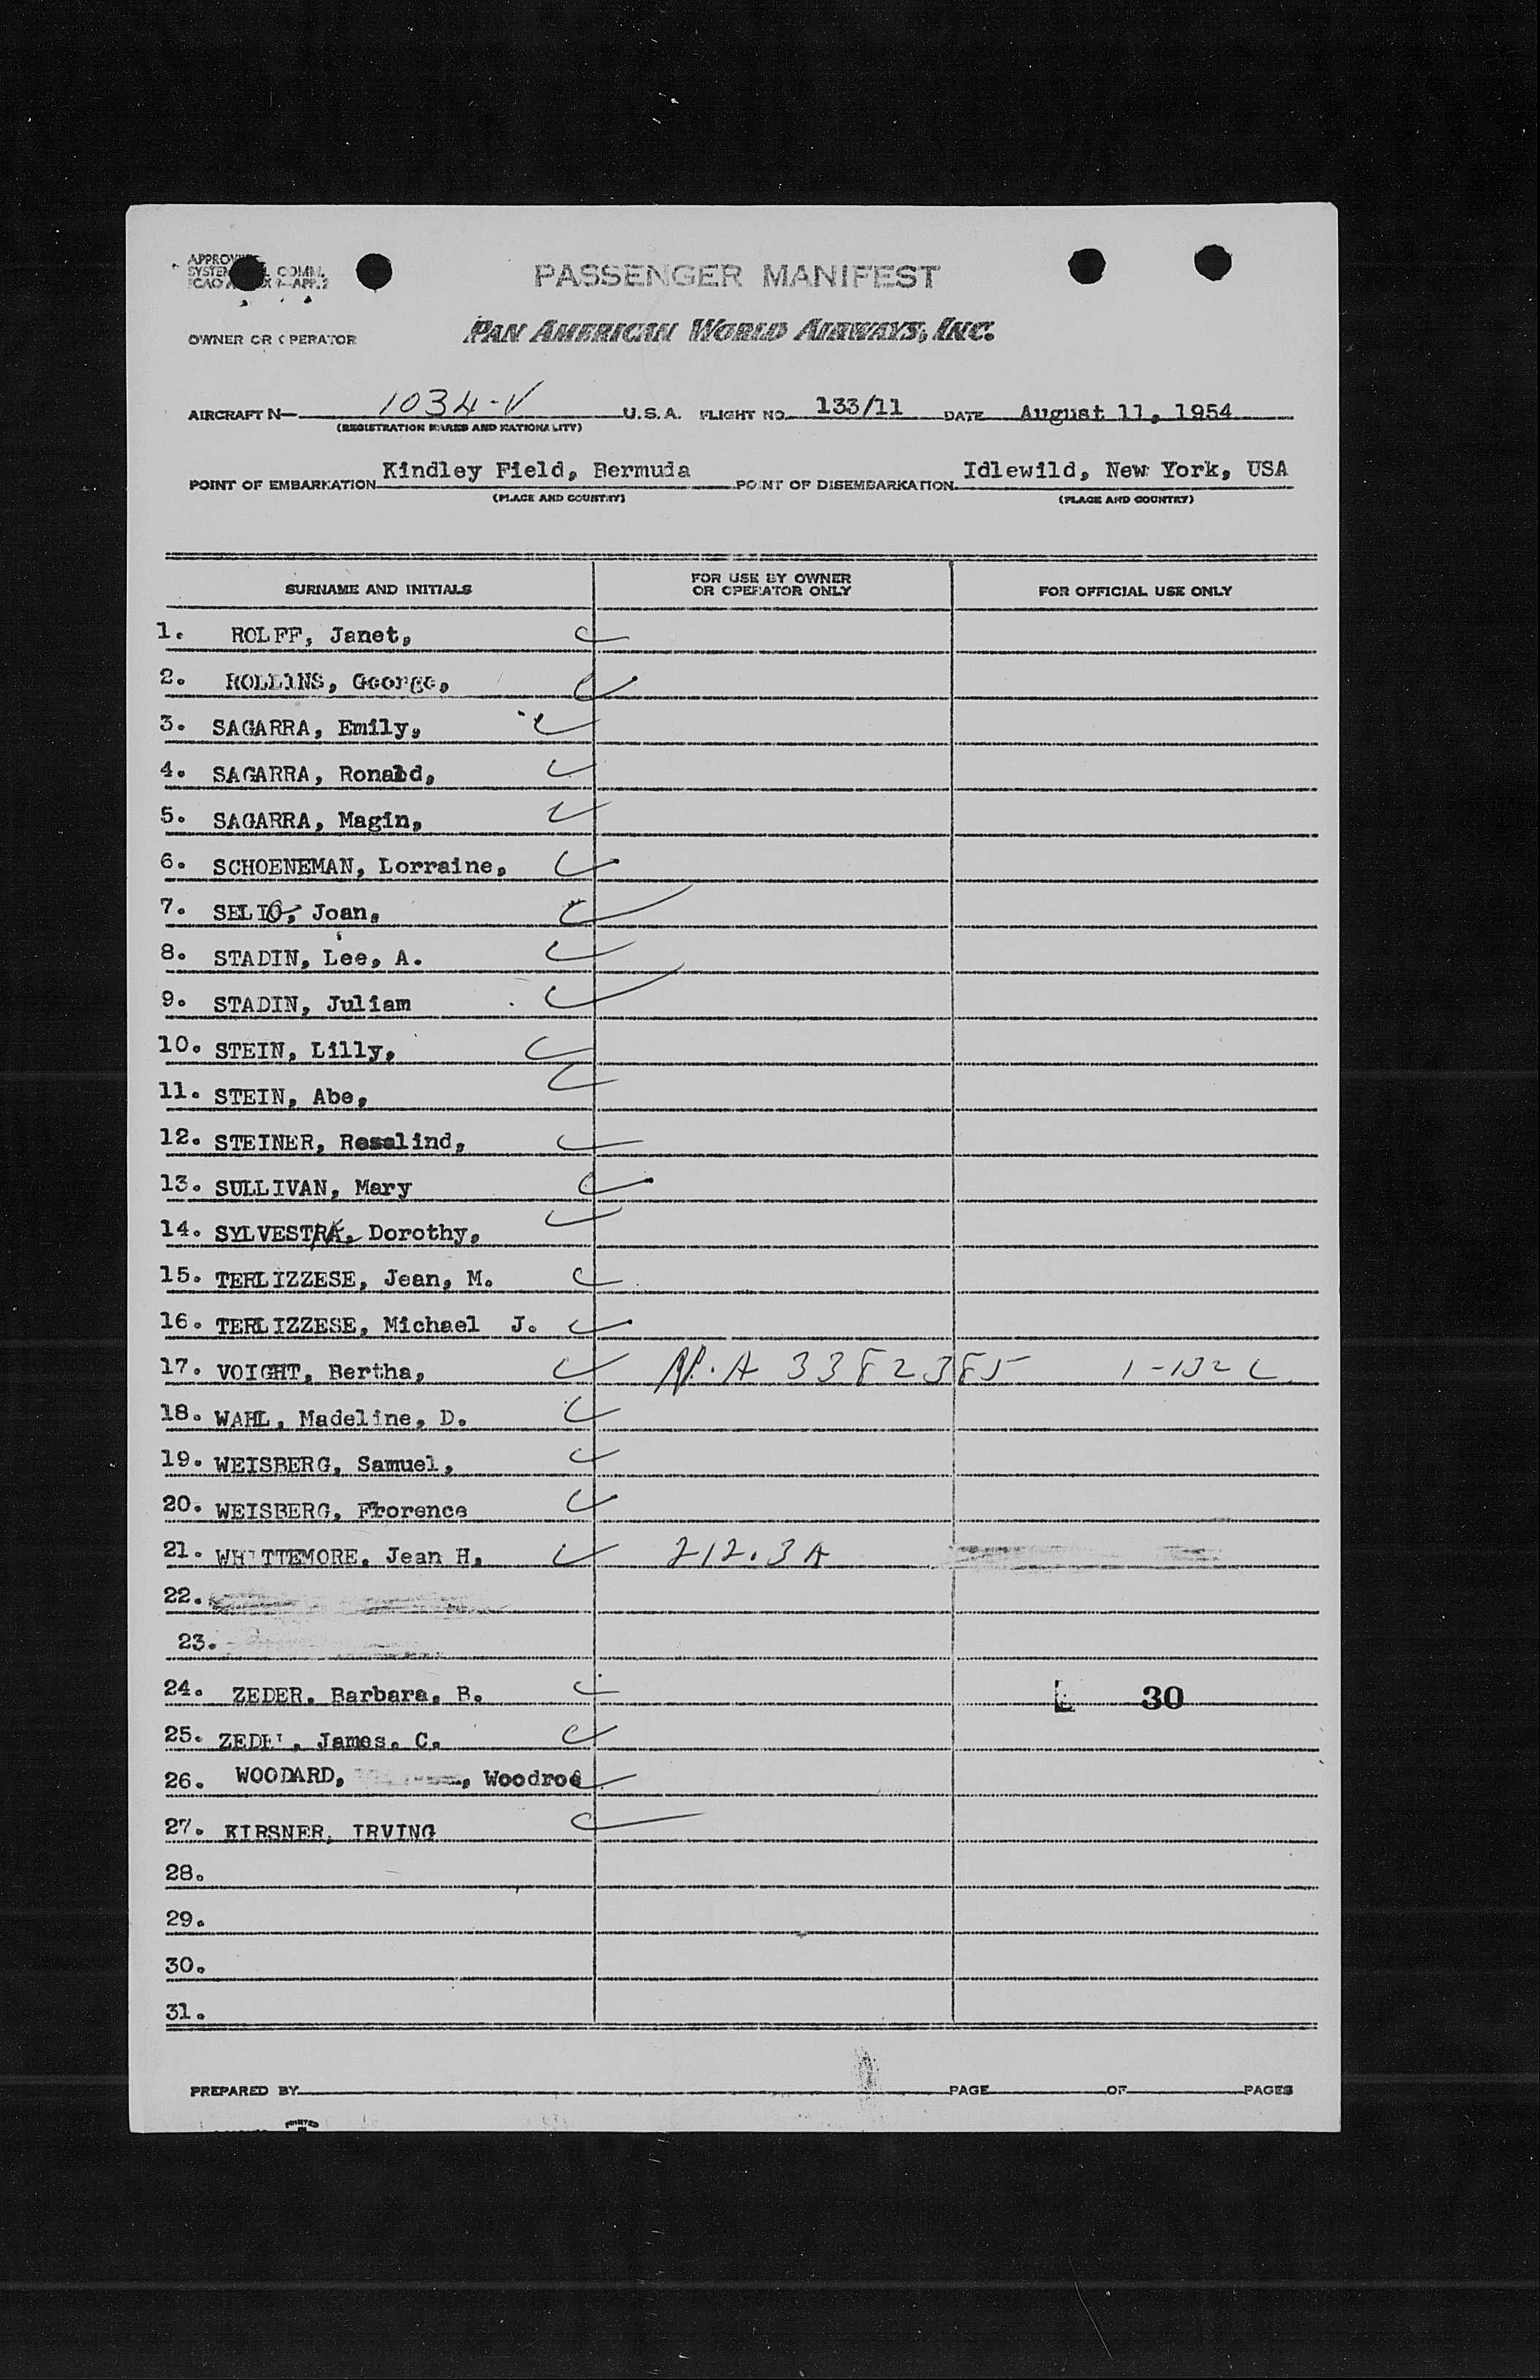 COMM.
APP. 2
PASSENGER MANIFEST
OWNER OR OPERATOR PAN AMERICAN WORLD AIRWAYS, INC.
AIRCRAFT N— 1034-V U.S.A. FLIGHT NO. 133/11 DATE August 11, 1954
(REGISTRATION MARKS AND NATIONALITY)
POINT OF EMBARKATION Kindley Field, Bermuda POINT OF DISEMBARKATION Idlewild, New York, USA
(PLACE AND COUNTRY) (PLACE AND COUNTRY)
SURNAME AND INITIALS FOR USE BY OWNER OR OPERATOR ONLY FOR OFFICIAL USE ONLY
1. ROLFF, Janet,
2. ROLLINS, George,
3. SAGARRA, Emily,
4. SAGARRA, Ronald,
5. SAGARRA, Magin,
6. SCHOENEMAN, Lorraine,
7. SELIG, Joan,
8. STADIN, Lee, A.
9. STADIN, Juliam
10. STEIN, Lilly,
11. STEIN, Abe,
12. STEINER, Rosalind,
13. SULLIVAN, Mary
14. Dorothy,
15. TERLIZZESE, Jean, M.
16. TERLIZZESE, Michael J.
17. VOIGHT, Bertha, A 3382385
18. WAHL, Madeline, D.
19. WEISBERG, Samuel,
20. WEISBERG,
21. WHITTEMORE, Jean H, 212.3A
22.
23.
24. ZEDER, Barbara, B. 30
25. James, C.
26. WOODARD, , Woodroe
27. KIRSNER, IRVING
28.
29.
30.
31.
PREPARED BY PAGE OF PAGES
PRINTED